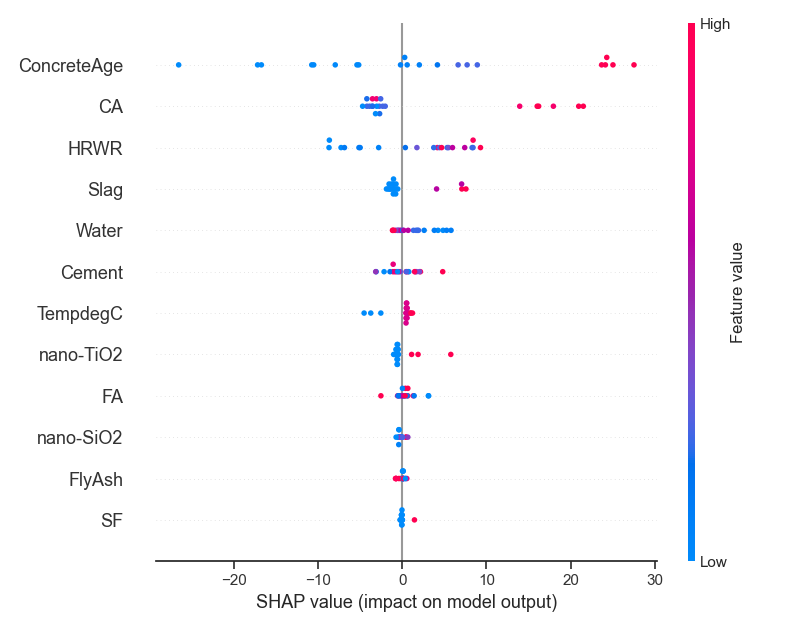 High
ConcreteAge
CA
HRWR
Slag
Water
Cement
TempdegC
nano-TiO2
FA
nano-SiO2
FlyAsh
SF
Feature value
Low
−20 −10 0 10 20 30
SHAP value (impact on model output)